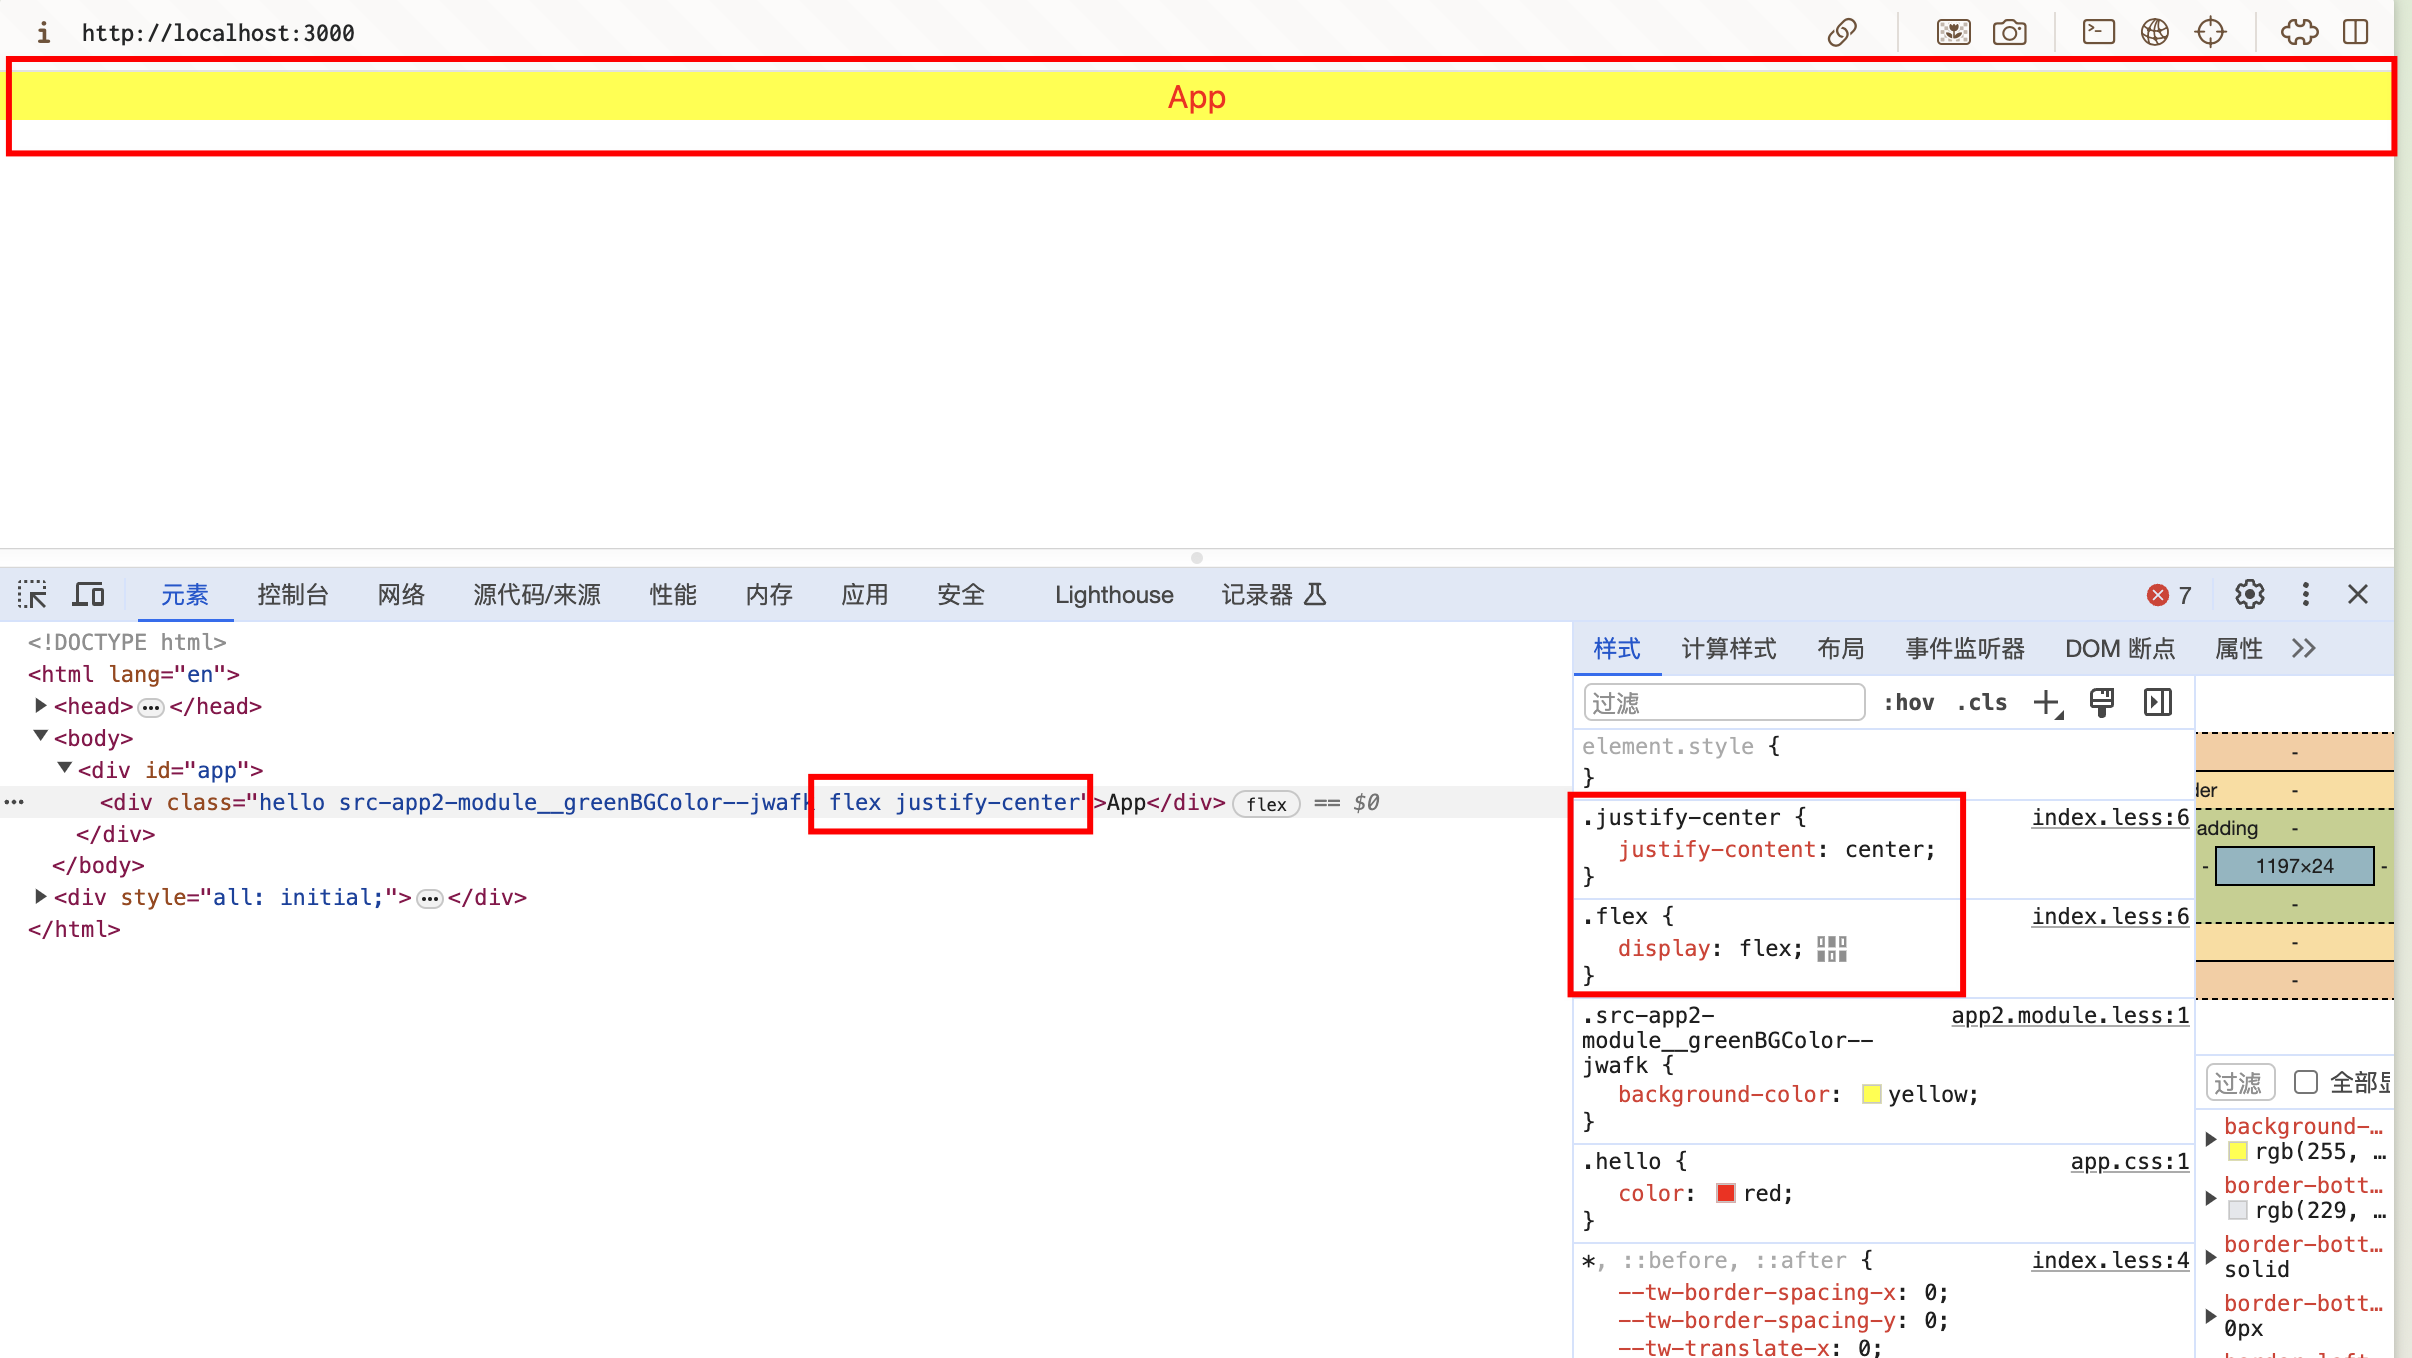 i http://localhost:3000
App
元素 控制台 网络 源代码/来源 性能 内存 应用 安全 Lighthouse 记录器 7
<!DOCTYPE html>
<html lang="en">
<head> ••• </head>
<body>
<div id="app">
••• <div class="hello src-app2-module__greenBGColor--jwafk flex justify-center">App</div> flex == $0
</div>
</body>
<div style="all: initial;"> ••• </div>
</html>
样式 计算样式 布局 事件监听器 DOM 断点 属性
过滤 :hov .cls
element.style {
}
.justify-center { index.less:6
justify-content: center;
}
.flex { index.less:6
display: flex;
}
.src-app2- app2.module.less:1
module__greenBGColor--
jwafk {
background-color: yellow;
}
.hello { app.css:1
color: red;
}
*, ::before, ::after { index.less:4
--tw-border-spacing-x: 0;
--tw-border-spacing-y: 0;
--tw-translate-x: 0;
-
der -
adding -
- 1197×24 -
-
-
-
过滤 全部
background-…
rgb(255, …
border-bott…
rgb(229, …
border-bott…
solid
border-bott…
0px